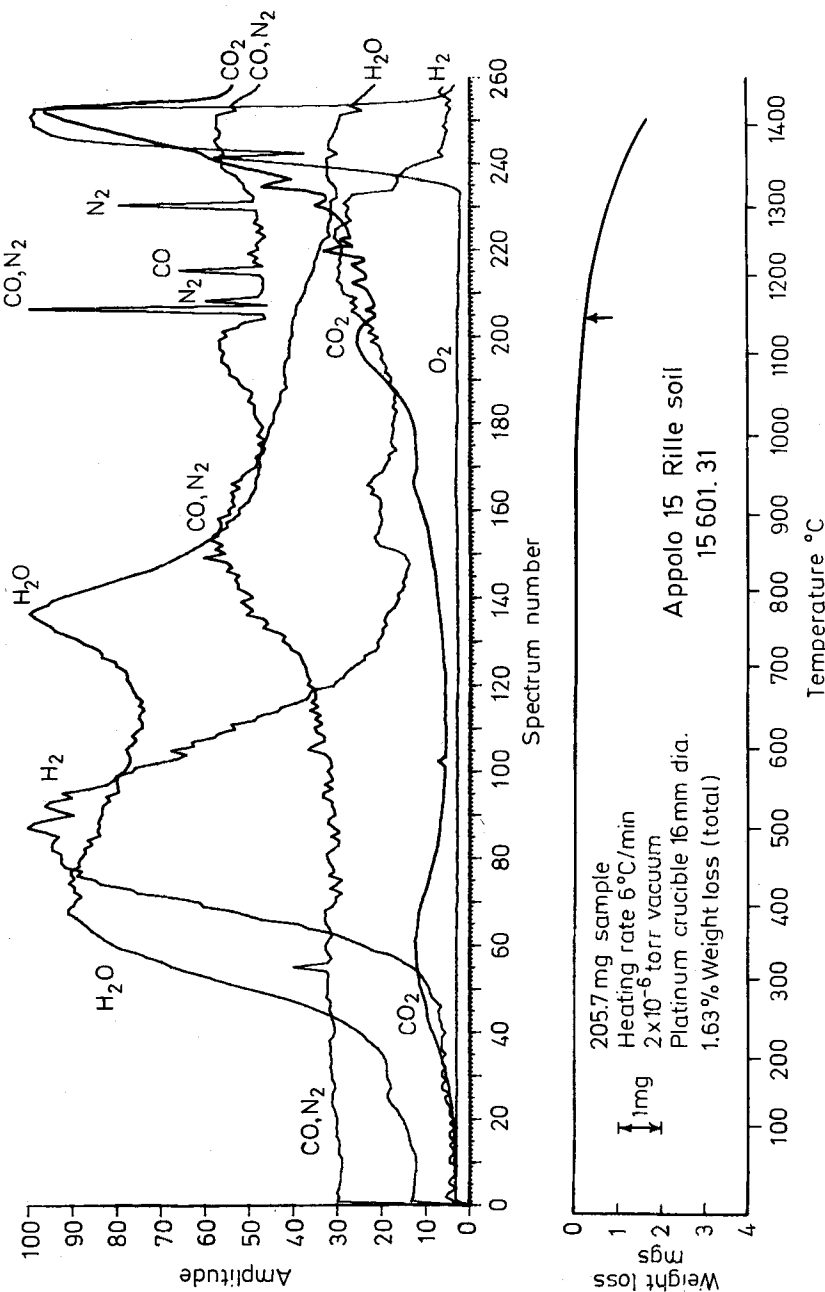 100
90
80
70
60
50
40
30
20
10
0
Amplitude
CO, N2
H2O
CO2
H2
H2O
CO, N2
CO, N2
N2
CO
N2
CO2
O2
CO2
CO, N2
H2O
H2
0 20 40 60 80 100 120 140 160 180 200 220 240 260
Spectrum number
0
1
2
3
4
Weight loss
mgs
1mg
205.7 mg sample
Heating rate 6°C/min
2x10-6 torr vacuum
Platinum crucible 16 mm dia.
1.63% Weight loss (total)
Appolo 15 Rille soil
15 601. 31
100 200 300 400 500 600 700 800 900 1000 1100 1200 1300 1400
Temperature °C